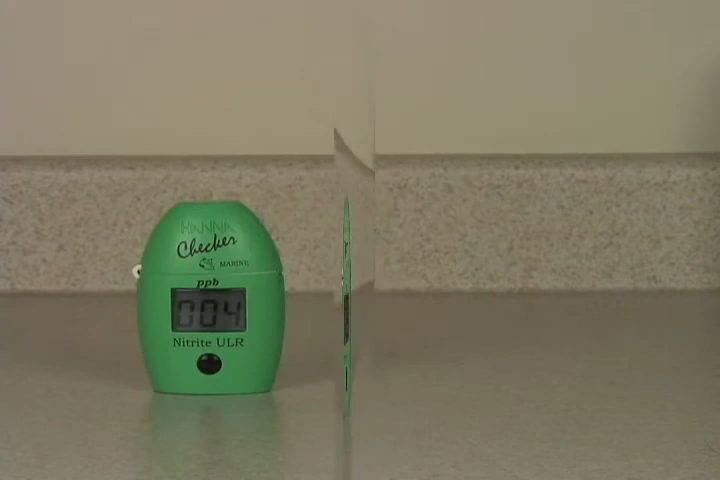 HANNA
Checker
MARINE
ppb
004
Nitrite ULR